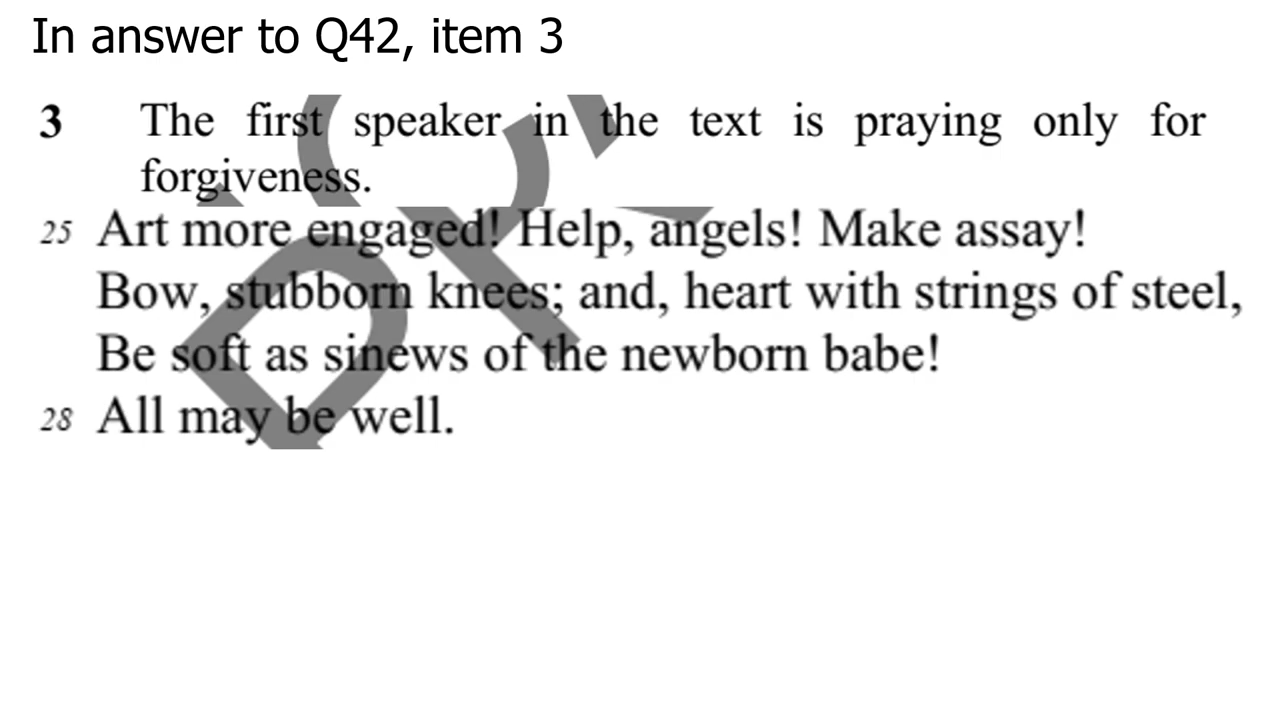 In answer to Q42, item 3
3 The first speaker in the text is praying only for
forgiveness.
25 Art more engaged! Help, angels! Make assay!
Bow, stubborn knees; and, heart with strings of steel,
Be soft as sinews of the newborn babe!
28 All may be well.